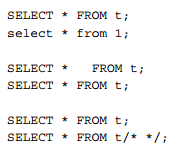 SELECT * FROM t;
select * from 1;
SELECT *   FROM t;
SELECT * FROM t;
SELECT * FROM t;
SELECT * FROM t/* */;